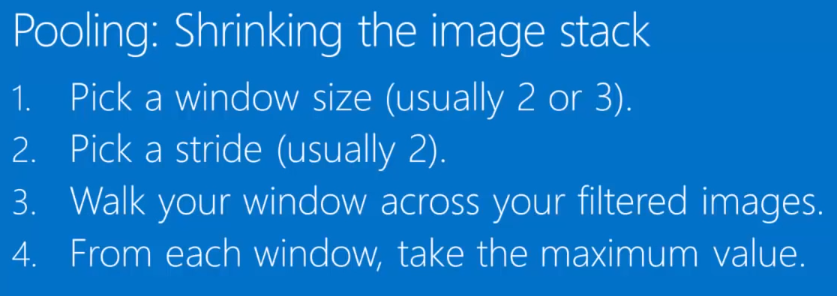 Pooling: Shrinking the image stack
1. Pick a window size (usually 2 or 3).
2. Pick a stride (usually 2).
3. Walk your window across your filtered images.
4. From each window, take the maximum value.